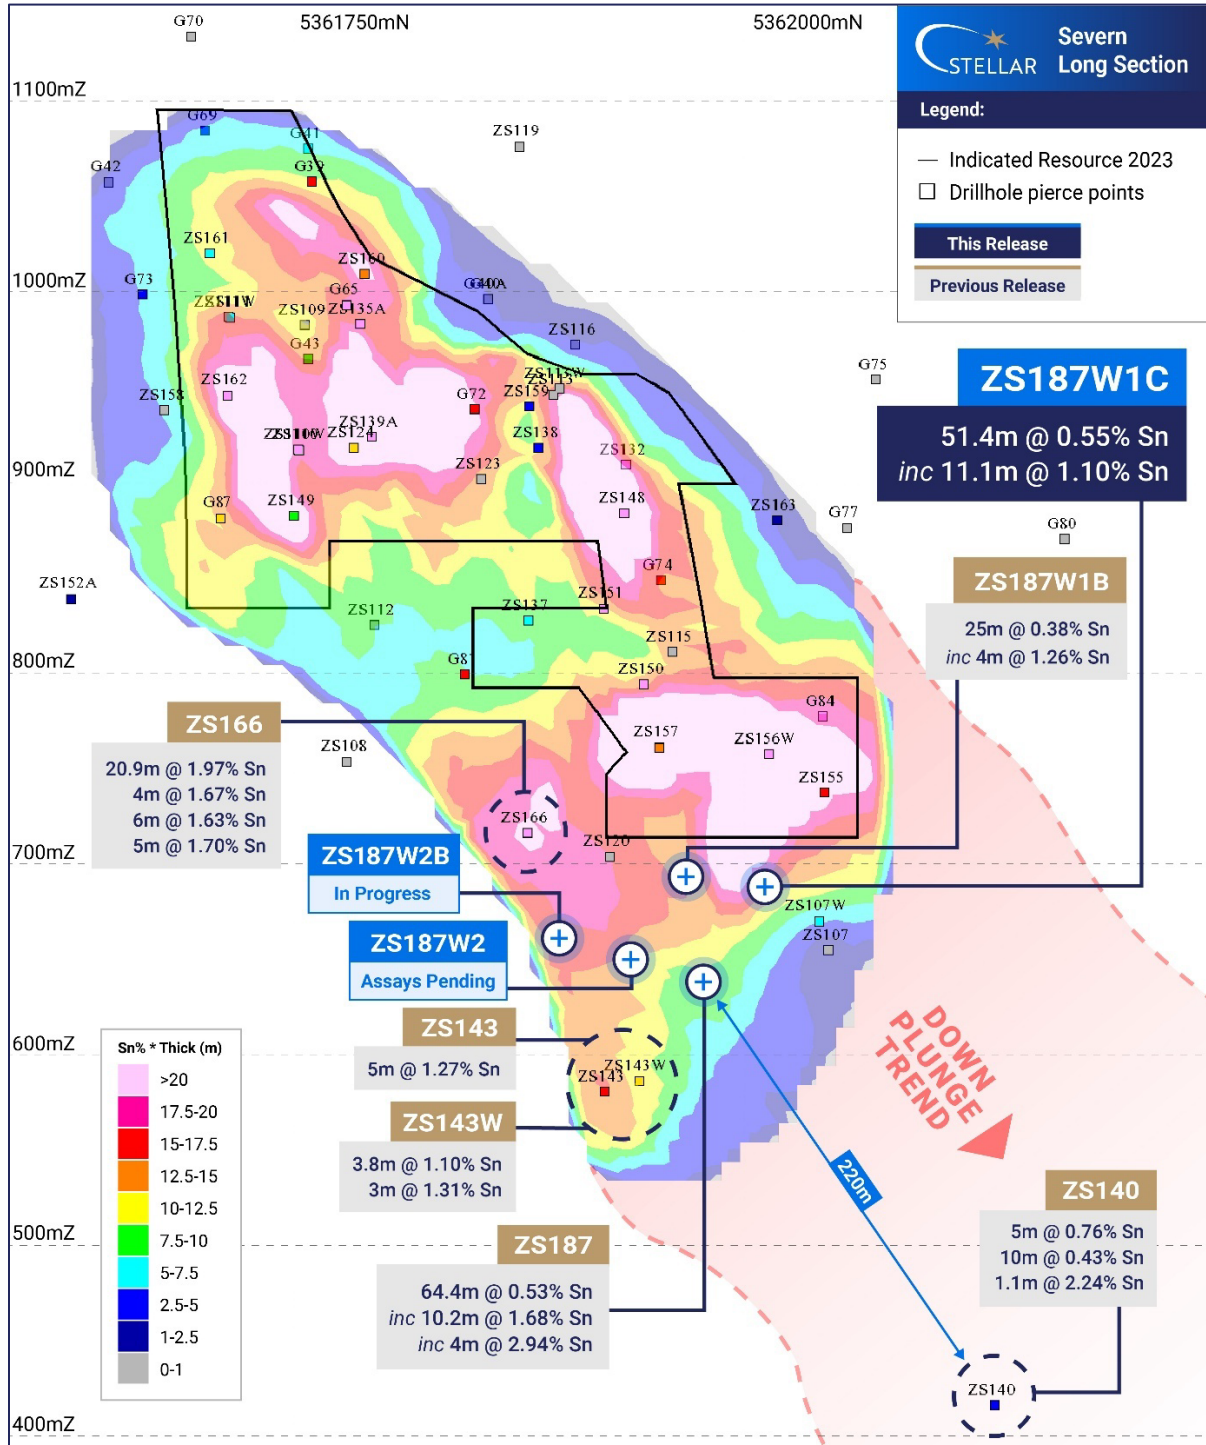 G70
5361750mN
5362000mN
STELLAR
Severn
Long Section
Legend:
Indicated Resource 2023
Drillhole pierce points
This Release
Previous Release
1100mZ
G69
G41
ZS119
G42
G39
ZS161
ZS160
1000mZ
G73
G65
G40A
ZS111W
ZS109
ZS135A
ZS116
G43
G75
ZS113W
ZS113
ZS162
ZS159
ZS158
G72
ZS139A
ZS124
ZS138
ZS132
900mZ
ZS123
G87
ZS149
ZS148
ZS163
G77
G80
ZS187W1C
51.4m @ 0.55% Sn
inc 11.1m @ 1.10% Sn
ZS187W1B
25m @ 0.38% Sn
inc 4m @ 1.26% Sn
G74
ZS152A
ZS151
ZS112
ZS137
ZS115
800mZ
ZS150
G84
ZS157
ZS156W
ZS108
ZS155
ZS166
20.9m @ 1.97% Sn
4m @ 1.67% Sn
6m @ 1.63% Sn
5m @ 1.70% Sn
ZS166
ZS120
700mZ
ZS187W2B
In Progress
ZS107W
ZS107
ZS187W2
Assays Pending
ZS143
5m @ 1.27% Sn
600mZ
ZS143W
ZS143
ZS143W
3.8m @ 1.10% Sn
3m @ 1.31% Sn
DOWN
PLUNGE
TREND
220m
ZS140
5m @ 0.76% Sn
10m @ 0.43% Sn
1.1m @ 2.24% Sn
500mZ
ZS187
64.4m @ 0.53% Sn
inc 10.2m @ 1.68% Sn
inc 4m @ 2.94% Sn
ZS140
400mZ
Sn% * Thick (m)
>20
17.5-20
15-17.5
12.5-15
10-12.5
7.5-10
5-7.5
2.5-5
1-2.5
0-1